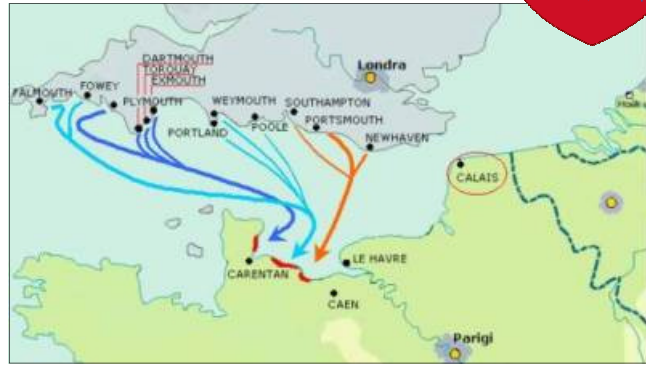 DARTMOUTH
TORQUAY
EXMOUTH
Londra
FALMOUTH
FOWEY
PLYMOUTH
WEYMOUTH
SOUTHAMPTON
PORTSMOUTH
PORTLAND
POOLE
NEWHAVEN
CALAIS
CARENTAN
LE HAVRE
CAEN
Parigi